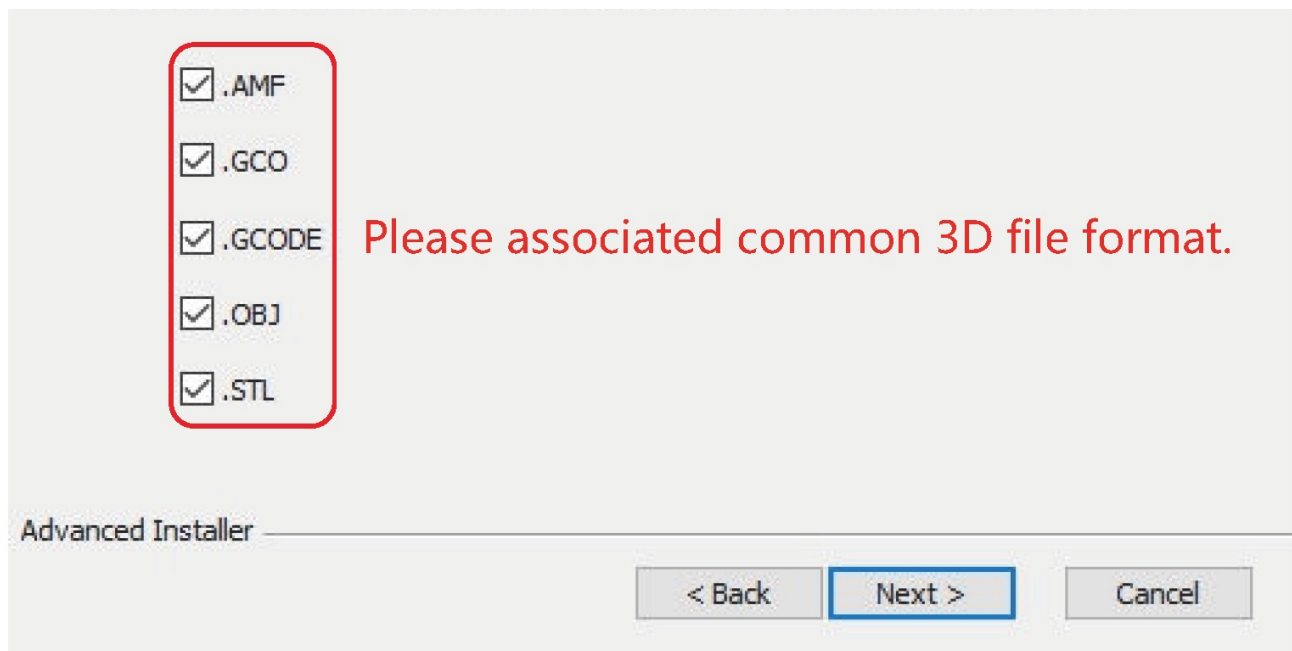 .AMF
.GCO
.GCODE
Please associated common 3D file format.
.OBJ
.STL
Advanced Installer
< Back
Next >
Cancel